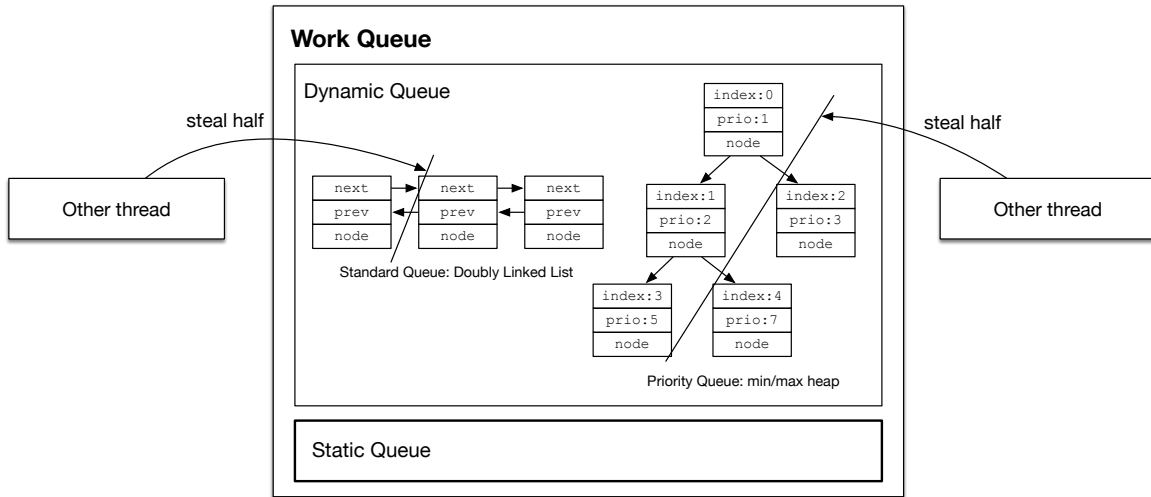 Work Queue
Dynamic Queue
steal half
Other thread
next
prev
node
next
prev
node
next
prev
node
Standard Queue: Doubly Linked List
index:0
prio:1
node
index:1
prio:2
node
index:2
prio:3
node
index:3
prio:5
node
index:4
prio:7
node
Priority Queue: min/max heap
steal half
Other thread
Static Queue